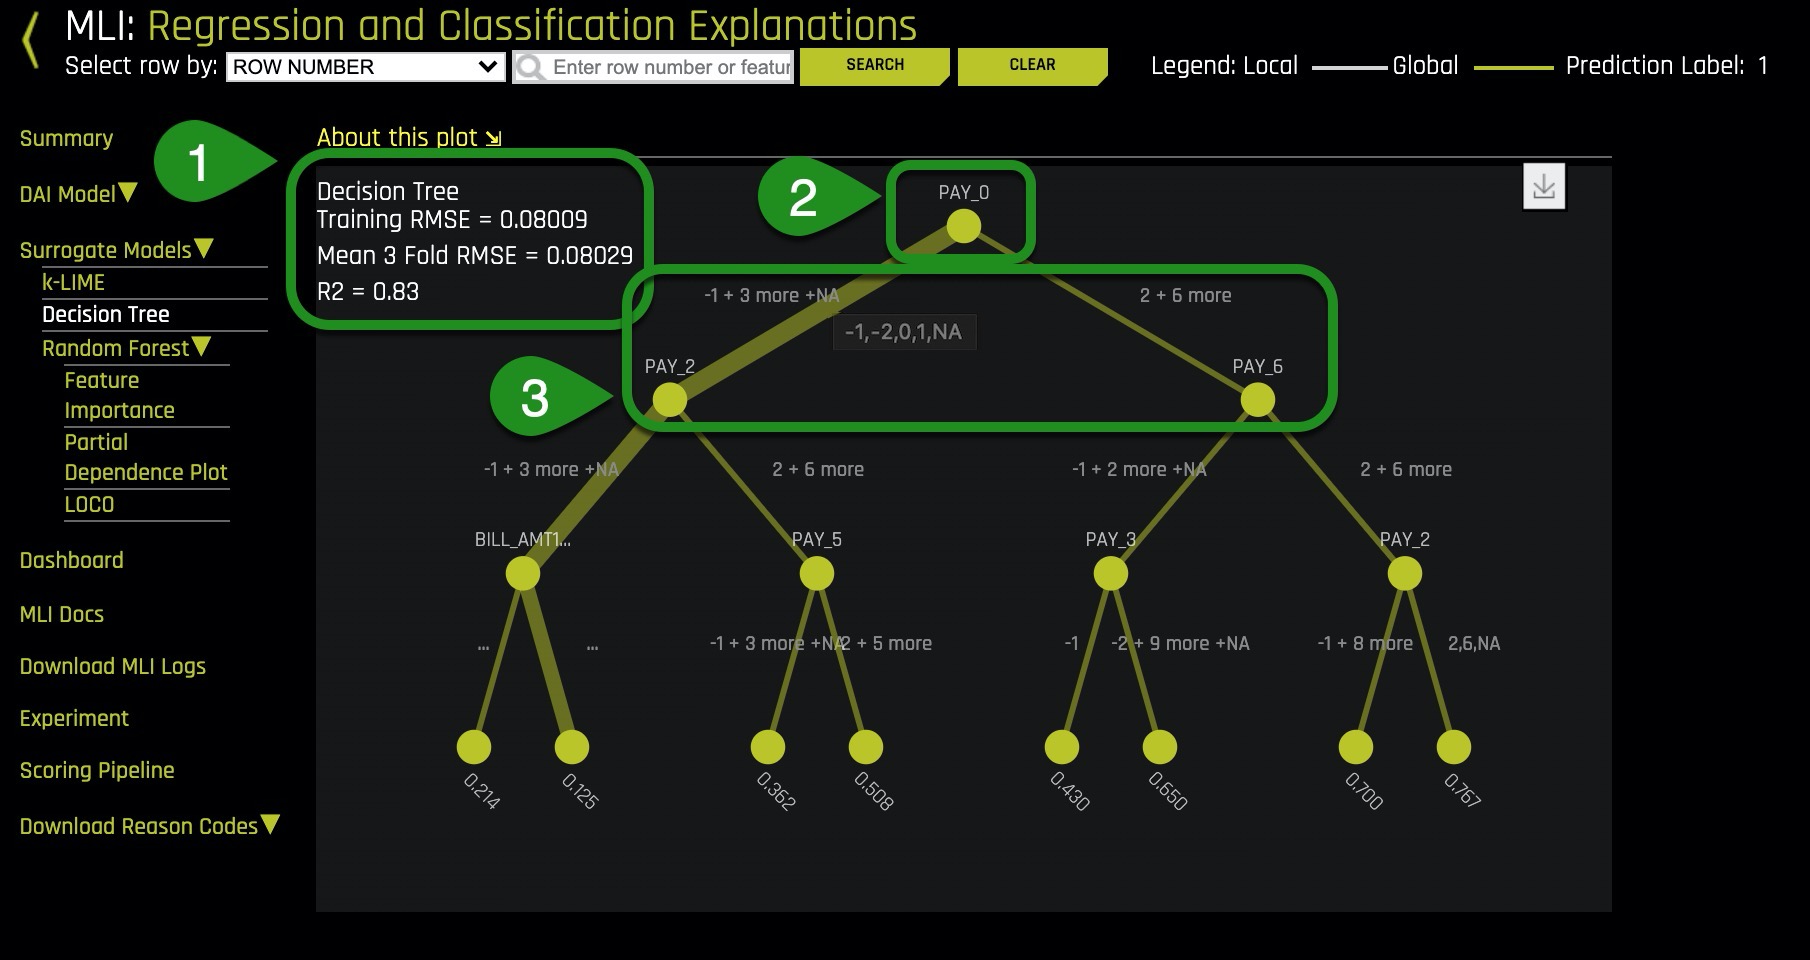 MLI: Regression and Classification Explanations
Select row by: ROW NUMBER Enter row number or featur SEARCH CLEAR Legend: Local Global Prediction Label: 1
Summary
DAI Model
Surrogate Models
k-LIME
Decision Tree
Random Forest
Feature
Importance
Partial
Dependence Plot
LOCO
Dashboard
MLI Docs
Download MLI Logs
Experiment
Scoring Pipeline
Download Reason Codes
About this plot
1
Decision Tree
Training RMSE = 0.08009
Mean 3 Fold RMSE = 0.08029
R2 = 0.83
2
PAY_0
-1 + 3 more +NA
2 + 6 more
-1,-2,0,1,NA
3
PAY_2
PAY_6
-1 + 3 more +NA
2 + 6 more
-1 + 2 more +NA
2 + 6 more
BILL_AMT1...
PAY_5
PAY_3
PAY_2
...
...
-1 + 3 more +NA
2 + 5 more
-1
-2 + 9 more +NA
-1 + 8 more
2,6,NA
0.214
0.125
0.362
0.508
0.430
0.650
0.700
0.767